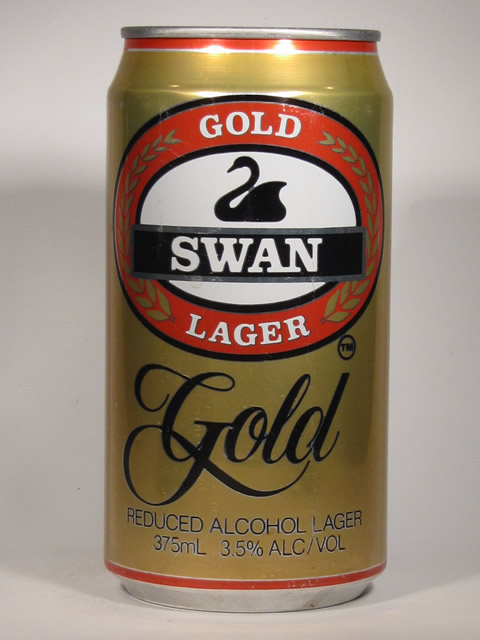 GOLD
SWAN
LAGER
TM
Gold
REDUCED ALCOHOL LAGER
375mL 3.5% ALC/VOL